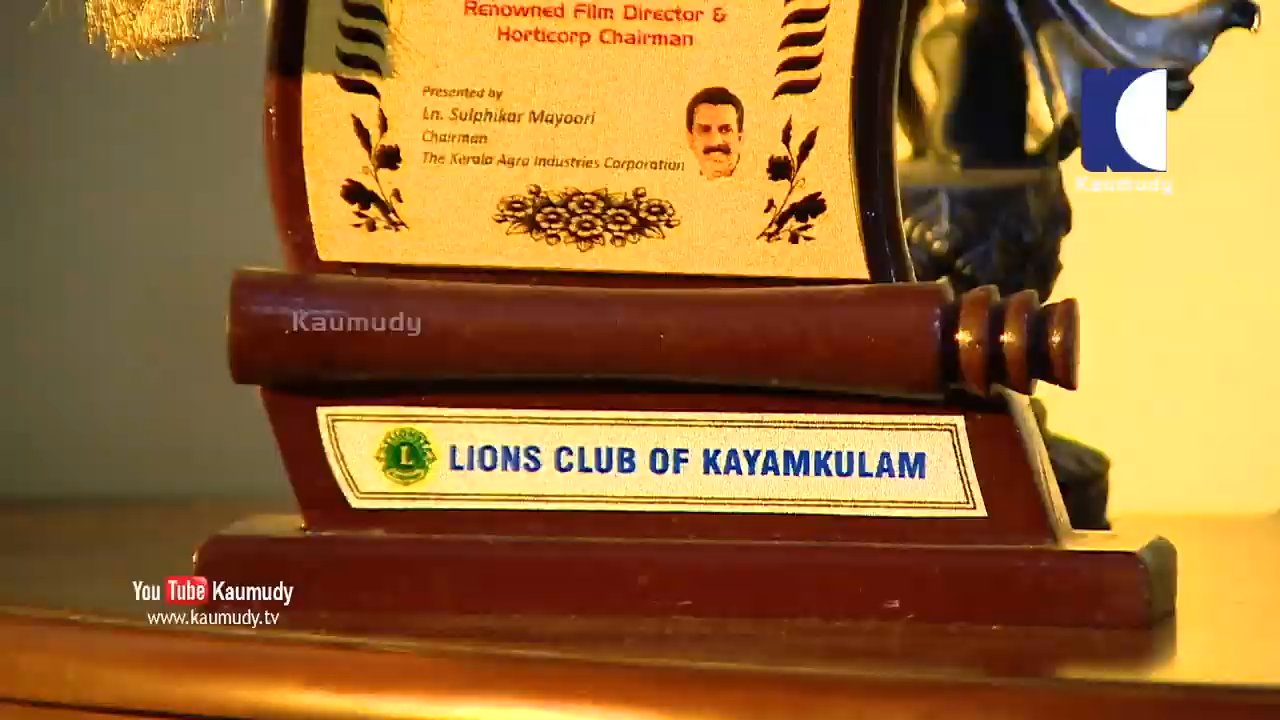 Renowned Film Director &
Horticorp Chairman
Presented by
Ln. Sulphikar Mayoori
Chairman
The Kerala Agro Industries Corporation
Kaumudy
Kaumudy
L
LIONS CLUB OF KAYAMKULAM
You Tube Kaumudy
www.kaumudy.tv